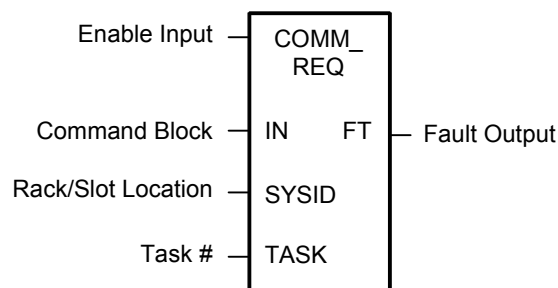 Enable Input
COMM_
REQ
Command Block
IN
FT
Fault Output
Rack/Slot Location
SYSID
Task #
TASK